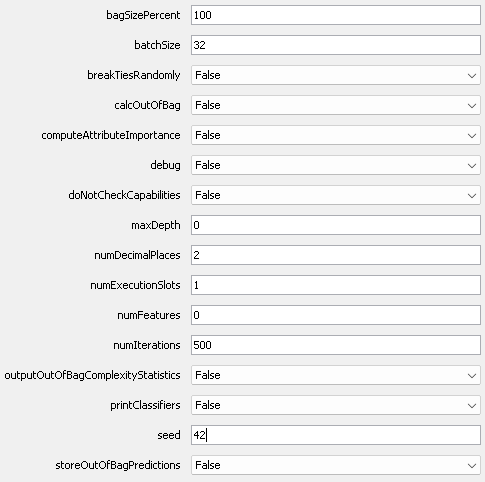 bagSizePercent 100
batchSize 32
breakTiesRandomly False
calcOutOfBag False
computeAttributeImportance False
debug False
doNotCheckCapabilities False
maxDepth 0
numDecimalPlaces 2
numExecutionSlots 1
numFeatures 0
numIterations 500
outputOutOfBagComplexityStatistics False
printClassifiers False
seed 42
storeOutOfBagPredictions False